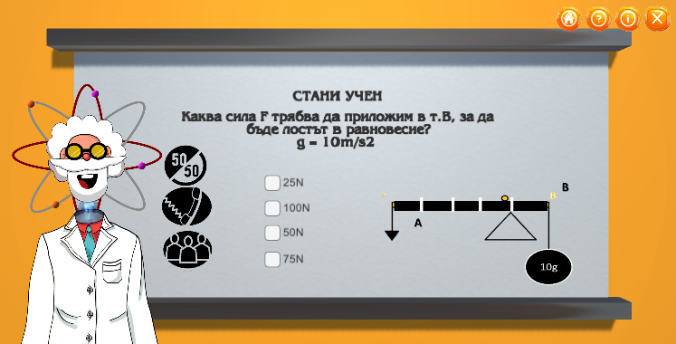 СТАНИ УЧЕН
Каква сила F трябва да приложим в т.В, за да
бъде лостът в равновесие?
g = 10m/s2
50
50
25N
100N
50N
75N
A
B
B
10g